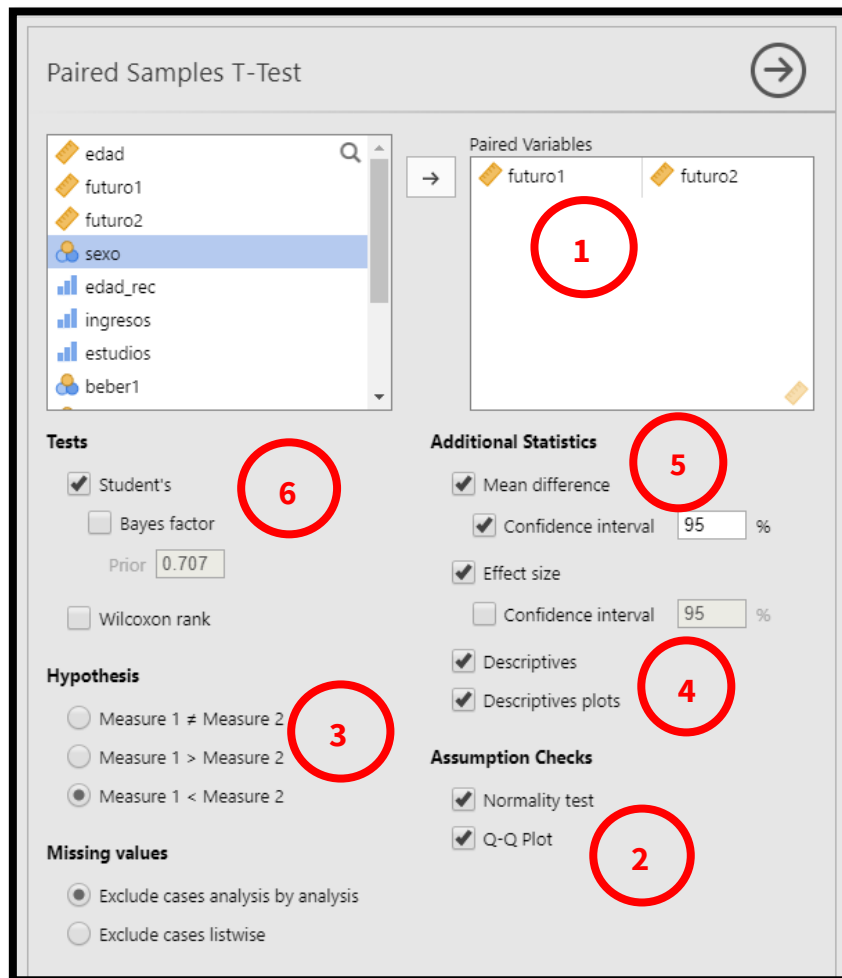 Paired Samples T-Test
edad
futuro1
futuro2
sexo
edad_rec
ingresos
estudios
beber1
Paired Variables
futuro1 futuro2
1
Tests
Student's
Bayes factor
Prior 0.707
Wilcoxon rank
6
Hypothesis
Measure 1 ≠ Measure 2
Measure 1 > Measure 2
Measure 1 < Measure 2
3
Missing values
Exclude cases analysis by analysis
Exclude cases listwise
Additional Statistics
5
Mean difference
Confidence interval 95 %
Effect size
Confidence interval 95 %
Descriptives
Descriptives plots
4
Assumption Checks
Normality test
Q-Q Plot
2